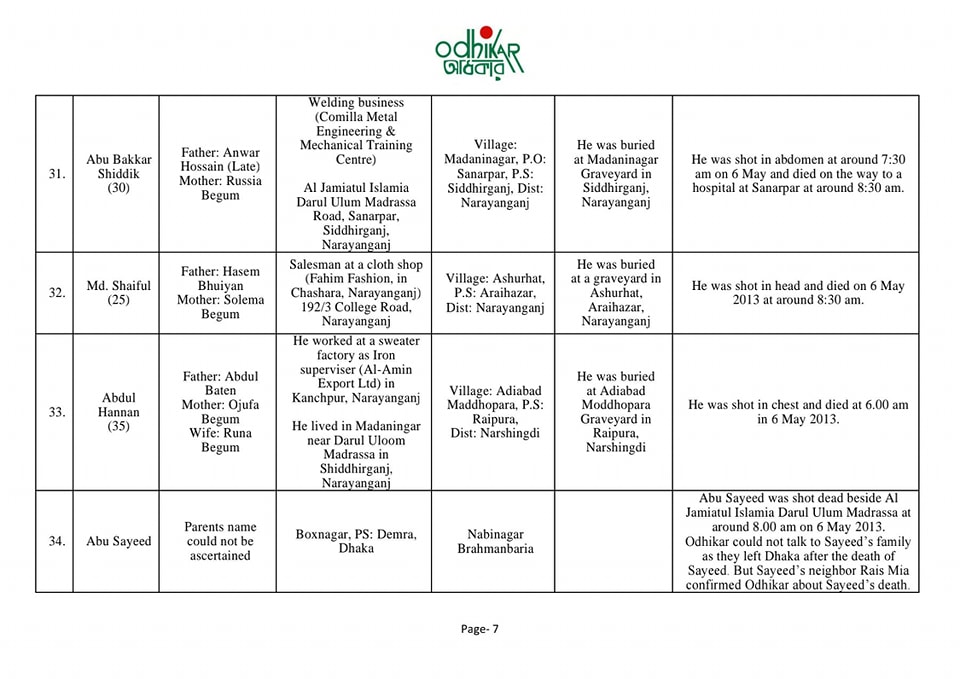 odhiKAR
অধিকার
31.
Abu Bakkar
Shiddik
(30)
Father: Anwar
Hossain (Late)
Mother: Russia
Begum
Welding business
(Comilla Metal
Engineering &
Mechanical Training
Centre)
Al Jamiatul Islamia
Darul Ulum Madrassa
Road, Sanarpar,
Siddhirganj,
Narayanganj
Village:
Madaninagar, P.O:
Sanarpar, P.S:
Siddhirganj, Dist:
Narayanganj
He was buried
at Madaninagar
Graveyard in
Siddhirganj,
Narayanganj
He was shot in abdomen at around 7:30
am on 6 May and died on the way to a
hospital at Sanarpar at around 8:30 am.
32.
Md. Shaiful
(25)
Father: Hasem
Bhuiyan
Mother: Solema
Begum
Salesman at a cloth shop
(Fahim Fashion, in
Chashara, Narayanganj)
192/3 College Road,
Narayanganj
Village: Ashurhat,
P.S: Araihazar,
Dist: Narayanganj
He was buried
at a graveyard in
Ashurhat,
Araihazar,
Narayanganj
He was shot in head and died on 6 May
2013 at around 8:30 am.
33.
Abdul
Hannan
(35)
Father: Abdul
Baten
Mother: Ojufa
Begum
Wife: Runa
Begum
He worked at a sweater
factory as Iron
superviser (Al-Amin
Export Ltd) in
Kanchpur, Narayanganj
He lived in Madaningar
near Darul Uloom
Madrassa in
Shiddhirganj,
Narayanganj
Village: Adiabad
Maddhopara, P.S:
Raipura,
Dist: Narshingdi
He was buried
at Adiabad
Moddhopara
Graveyard in
Raipura,
Narshingdi
He was shot in chest and died at 6.00 am
in 6 May 2013.
34.
Abu Sayeed
Parents name
could not be
ascertained
Boxnagar, PS: Demra,
Dhaka
Nabinagar
Brahmanbaria
Abu Sayeed was shot dead beside Al
Jamiatul Islamia Darul Ulum Madrassa at
around 8.00 am on 6 May 2013.
Odhikar could not talk to Sayeed's family
as they left Dhaka after the death of
Sayeed. But Sayeed's neighbor Rais Mia
confirmed Odhikar about Sayeed's death.
Page- 7